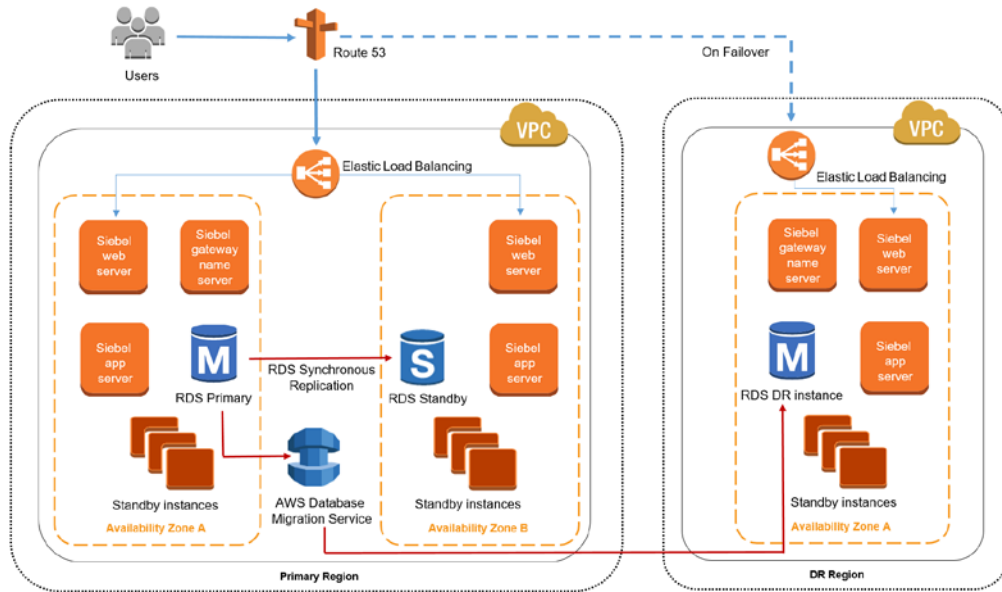 Users
Route 53
On Failover
VPC
VPC
Elastic Load Balancing
Elastic Load Balancing
Siebel
web
server
Siebel
gateway
name
server
Siebel
web
server
Siebel
gateway
name
server
Siebel
web
server
Siebel
app
server
M
RDS Primary
RDS Synchronous
Replication
S
RDS Standby
Siebel
app
server
M
RDS DR instance
Siebel
app
server
Standby instances
AWS Database
Migration Service
Standby instances
Standby instances
Availability Zone A
Availability Zone B
Availability Zone A
Primary Region
DR Region